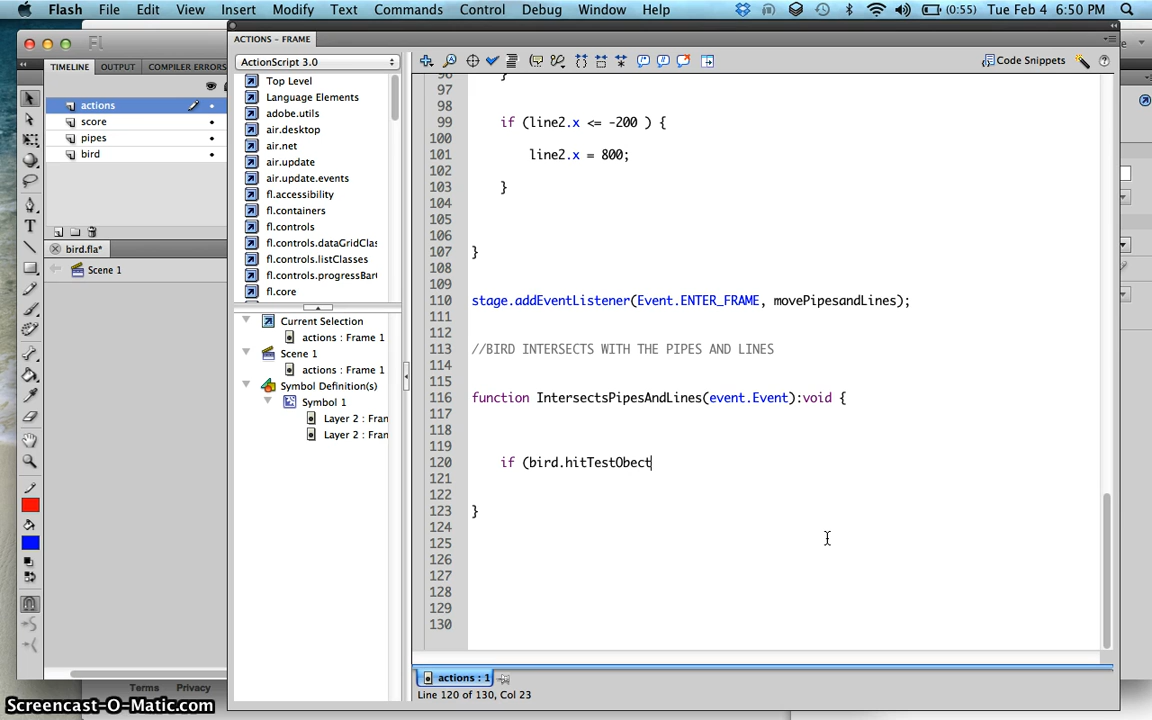 Flash File Edit View Insert Modify Text Commands Control Debug Window Help (0:55) Tue Feb 4 6:50 PM
Fl
ACTIONS - FRAME
TIMELINE OUTPUT COMPILER ERRORS
ActionScript 3.0
Code Snippets
Top Level
Language Elements
adobe.utils
air.desktop
air.net
air.update
air.update.events
fl.accessibility
fl.containers
fl.controls
fl.controls.dataGridClas
fl.controls.listClasses
fl.controls.progressBar
fl.core
actions
score
pipes
bird
bird.fla*
Scene 1
Current Selection
actions : Frame 1
Scene 1
actions : Frame 1
Symbol Definition(s)
Symbol 1
Layer 2 : Fran
Layer 2 : Fran
96 }
97
98
99 if (line2.x <= -200 ) {
100
101 line2.x = 800;
102
103 }
104
105
106
107 }
108
109
110 stage.addEventListener(Event.ENTER_FRAME, movePipesandLines);
111
112
113 //BIRD INTERSECTS WITH THE PIPES AND LINES
114
115
116 function IntersectsPipesAndLines(event.Event):void {
117
118
119
120 if (bird.hitTestObect
121
122
123 }
124
125
126
127
128
129
130
actions : 1
Line 120 of 130, Col 23
Terms Privacy
Screencast-O-Matic.com